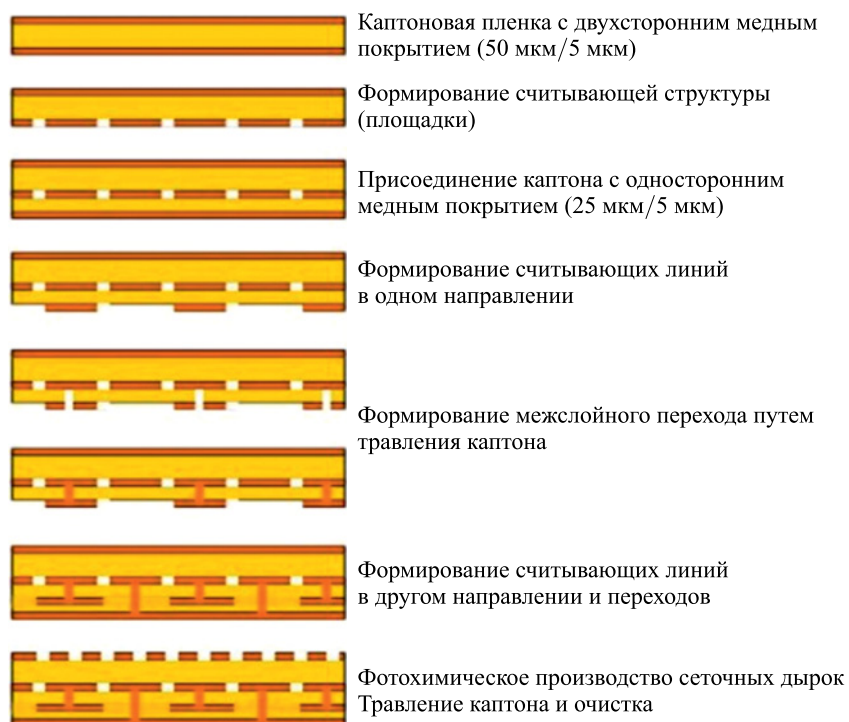 Каптоновая пленка с двухсторонним медным
покрытием (50 мкм/5 мкм)
Формирование считывающей структуры
(площадки)
Присоединение каптона с односторонним
медным покрытием (25 мкм/5 мкм)
Формирование считывающих линий
в одном направлении
Формирование межслойного перехода путем
травления каптона
Формирование считывающих линий
в другом направлении и переходов
Фотохимическое производство сеточных дырок
Травление каптона и очистка